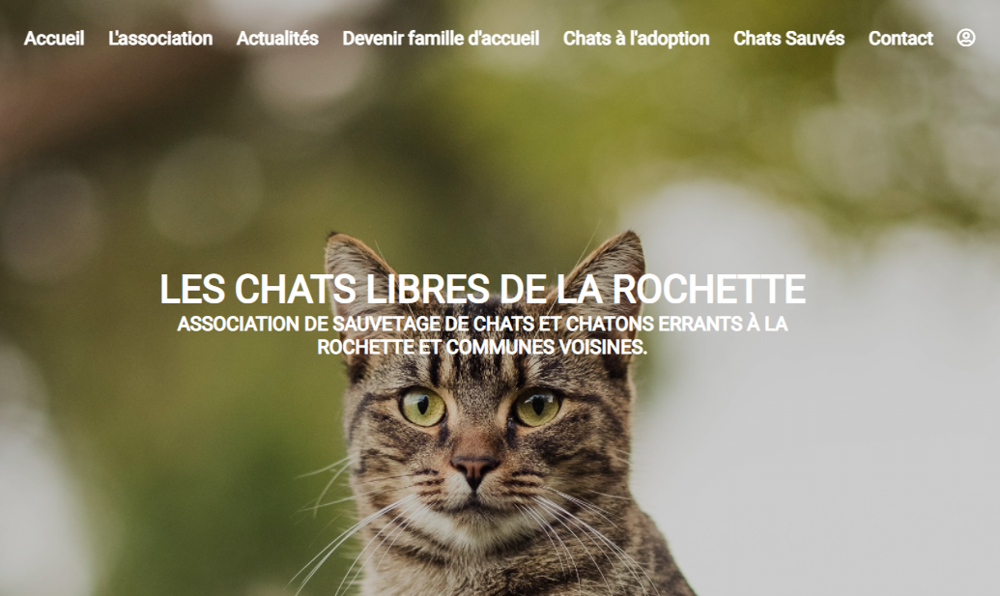 Accueil L'association Actualités Devenir famille d'accueil Chats à l'adoption Chats Sauvés Contact
LES CHATS LIBRES DE LA ROCHETTE
ASSOCIATION DE SAUVETAGE DE CHATS ET CHATONS ERRANTS À LA
ROCHETTE ET COMMUNES VOISINES.